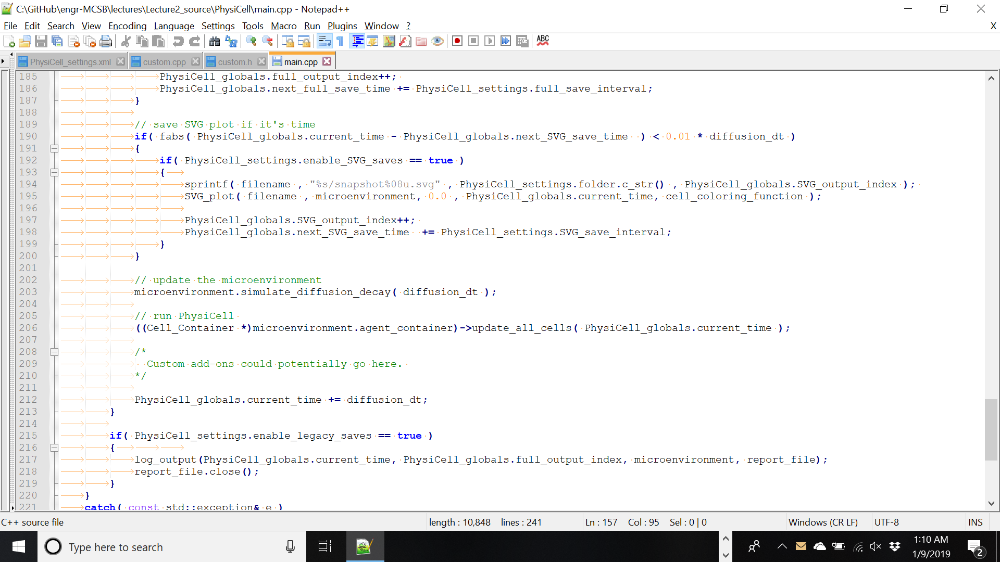 C:\GitHub\engr-MCSB\lectures\Lecture2_source\PhysiCell\main.cpp - Notepad++
File Edit Search View Encoding Language Settings Tools Macro Run Plugins Window ? X
ABC
PhysiCell_settings.xml custom.cpp custom.h main.cpp
185 PhysiCell_globals.full_output_index++;
186 PhysiCell_globals.next_full_save_time += PhysiCell_settings.full_save_interval;
187 }
188
189 // save SVG plot if it's time
190 if( fabs( PhysiCell_globals.current_time - PhysiCell_globals.next_SVG_save_time  ) < 0.01 * diffusion_dt )
191 {
192 if( PhysiCell_settings.enable_SVG_saves == true )
193 {
194 sprintf( filename , "%s/snapshot%08u.svg" , PhysiCell_settings.folder.c_str() , PhysiCell_globals.SVG_output_index );
195 SVG_plot( filename , microenvironment, 0.0 , PhysiCell_globals.current_time, cell_coloring_function );
196
197 PhysiCell_globals.SVG_output_index++;
198 PhysiCell_globals.next_SVG_save_time  += PhysiCell_settings.SVG_save_interval;
199 }
200 }
201
202 // update the microenvironment
203 microenvironment.simulate_diffusion_decay( diffusion_dt );
204
205 // run PhysiCell
206 ((Cell_Container *)microenvironment.agent_container)->update_all_cells( PhysiCell_globals.current_time );
207
208 /*
209 Custom add-ons could potentially go here.
210 */
211
212 PhysiCell_globals.current_time += diffusion_dt;
213 }
214
215 if( PhysiCell_settings.enable_legacy_saves == true )
216 {
217 log_output(PhysiCell_globals.current_time, PhysiCell_globals.full_output_index, microenvironment, report_file);
218 report_file.close();
219 }
220 }
221 catch( const std::exception& e )
C++ source file length : 10,848 lines : 241 Ln : 157 Col : 95 Sel : 0 | 0 Windows (CR LF) UTF-8 INS
Type here to search
1:10 AM
1/9/2019
2